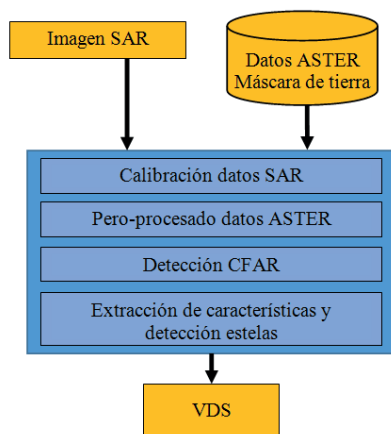 Imagen SAR
Datos ASTER
Máscara de tierra
Calibración datos SAR
Pero-procesado datos ASTER
Detección CFAR
Extracción de características y
detección estelas
VDS